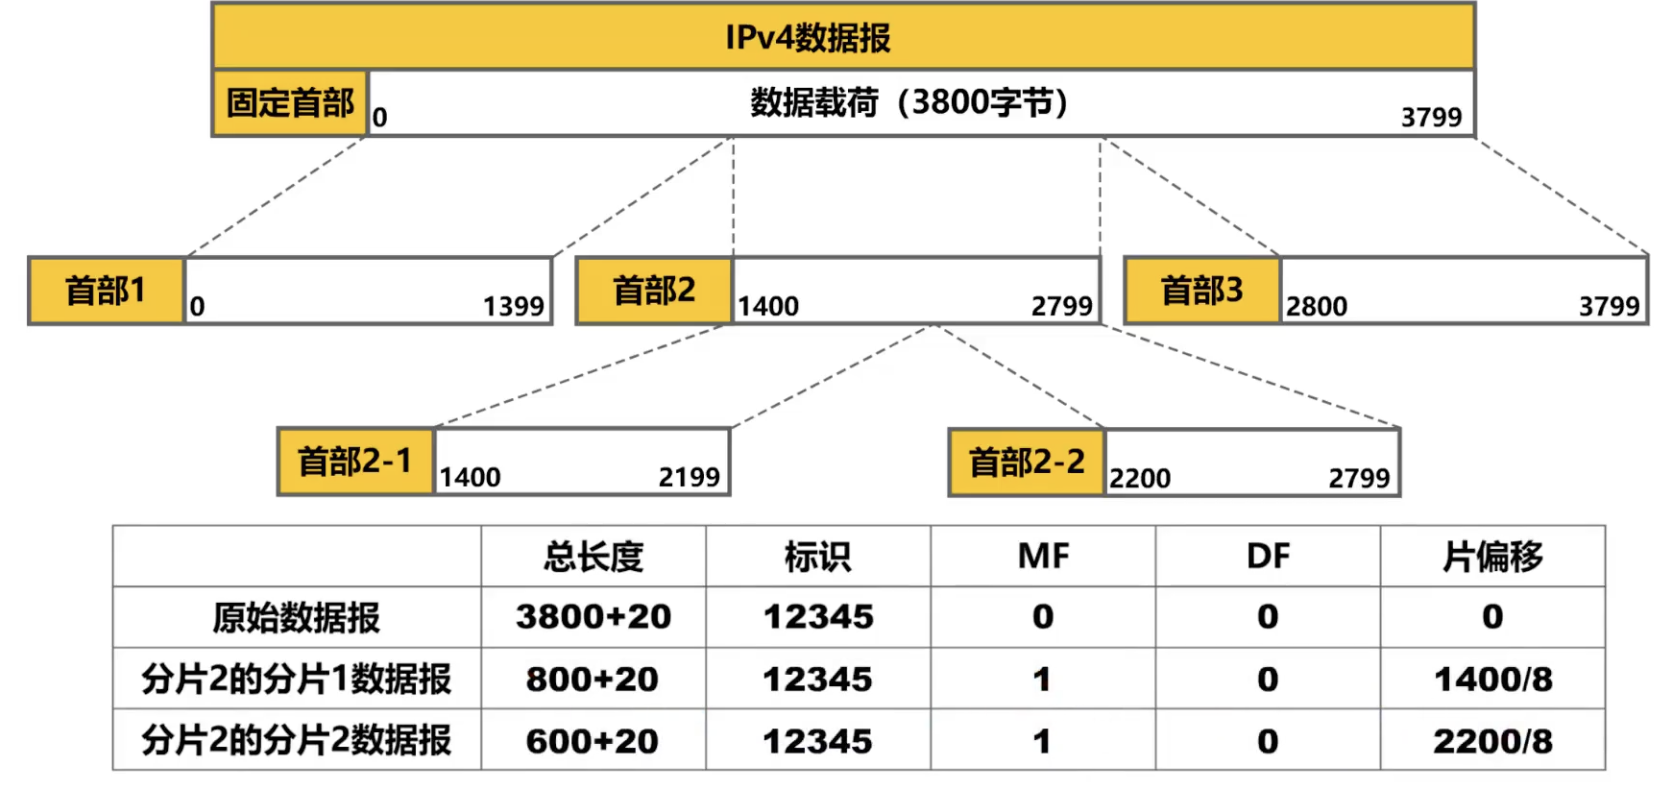 IPv4数据报
固定首部 0 数据载荷（3800字节） 3799
首部1 0 1399 首部2 1400 2799 首部3 2800 3799
首部2-1 1400 2199 首部2-2 2200 2799
总长度 标识 MF DF 片偏移
原始数据报 3800+20 12345 0 0 0
分片2的分片1数据报 800+20 12345 1 0 1400/8
分片2的分片2数据报 600+20 12345 1 0 2200/8